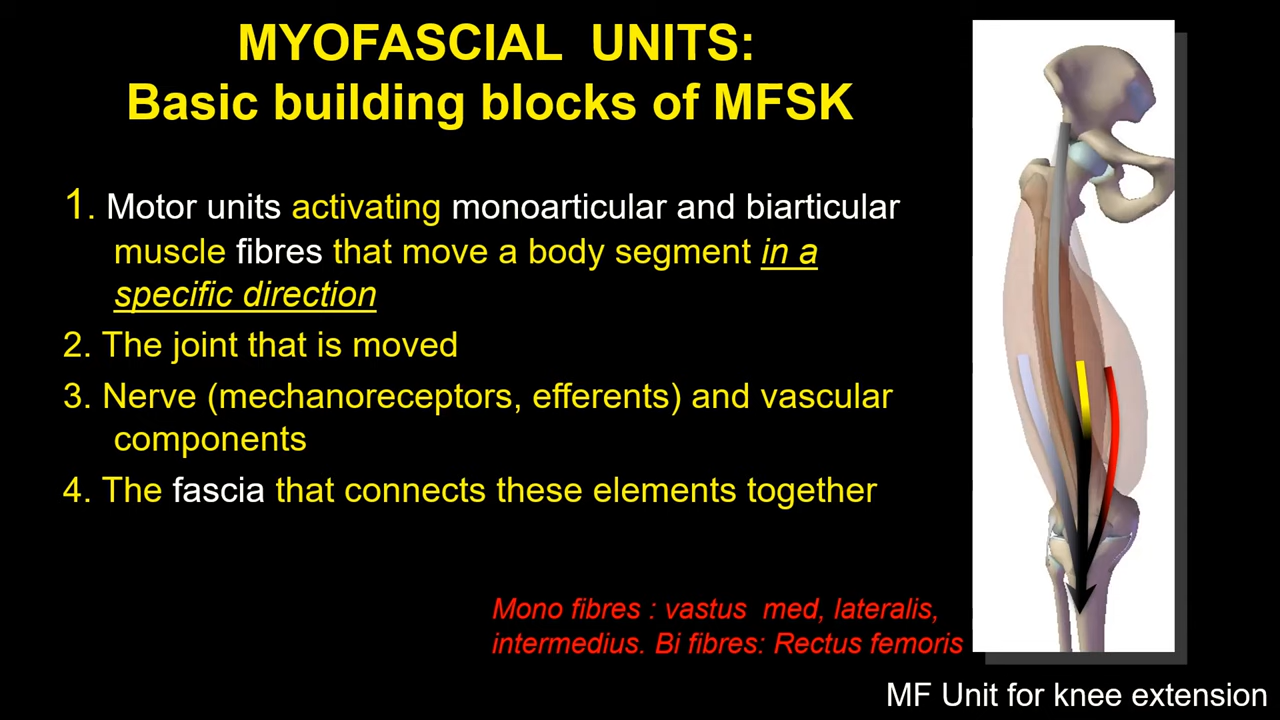 MYOFASCIAL UNITS:
Basic building blocks of MFSK
1. Motor units activating monoarticular and biarticular
muscle fibres that move a body segment in a
specific direction
2. The joint that is moved
3. Nerve (mechanoreceptors, efferents) and vascular
components
4. The fascia that connects these elements together
Mono fibres : vastus med, lateralis,
intermedius. Bi fibres: Rectus femoris
MF Unit for knee extension